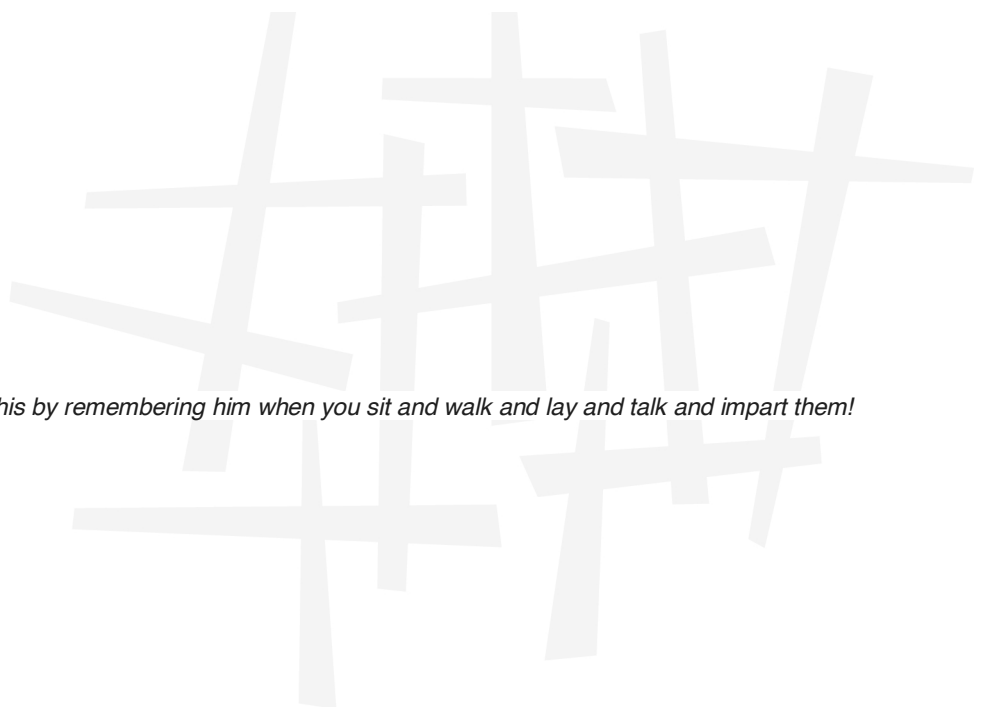 his by remembering him when you sit and walk and lay and talk and impart them!